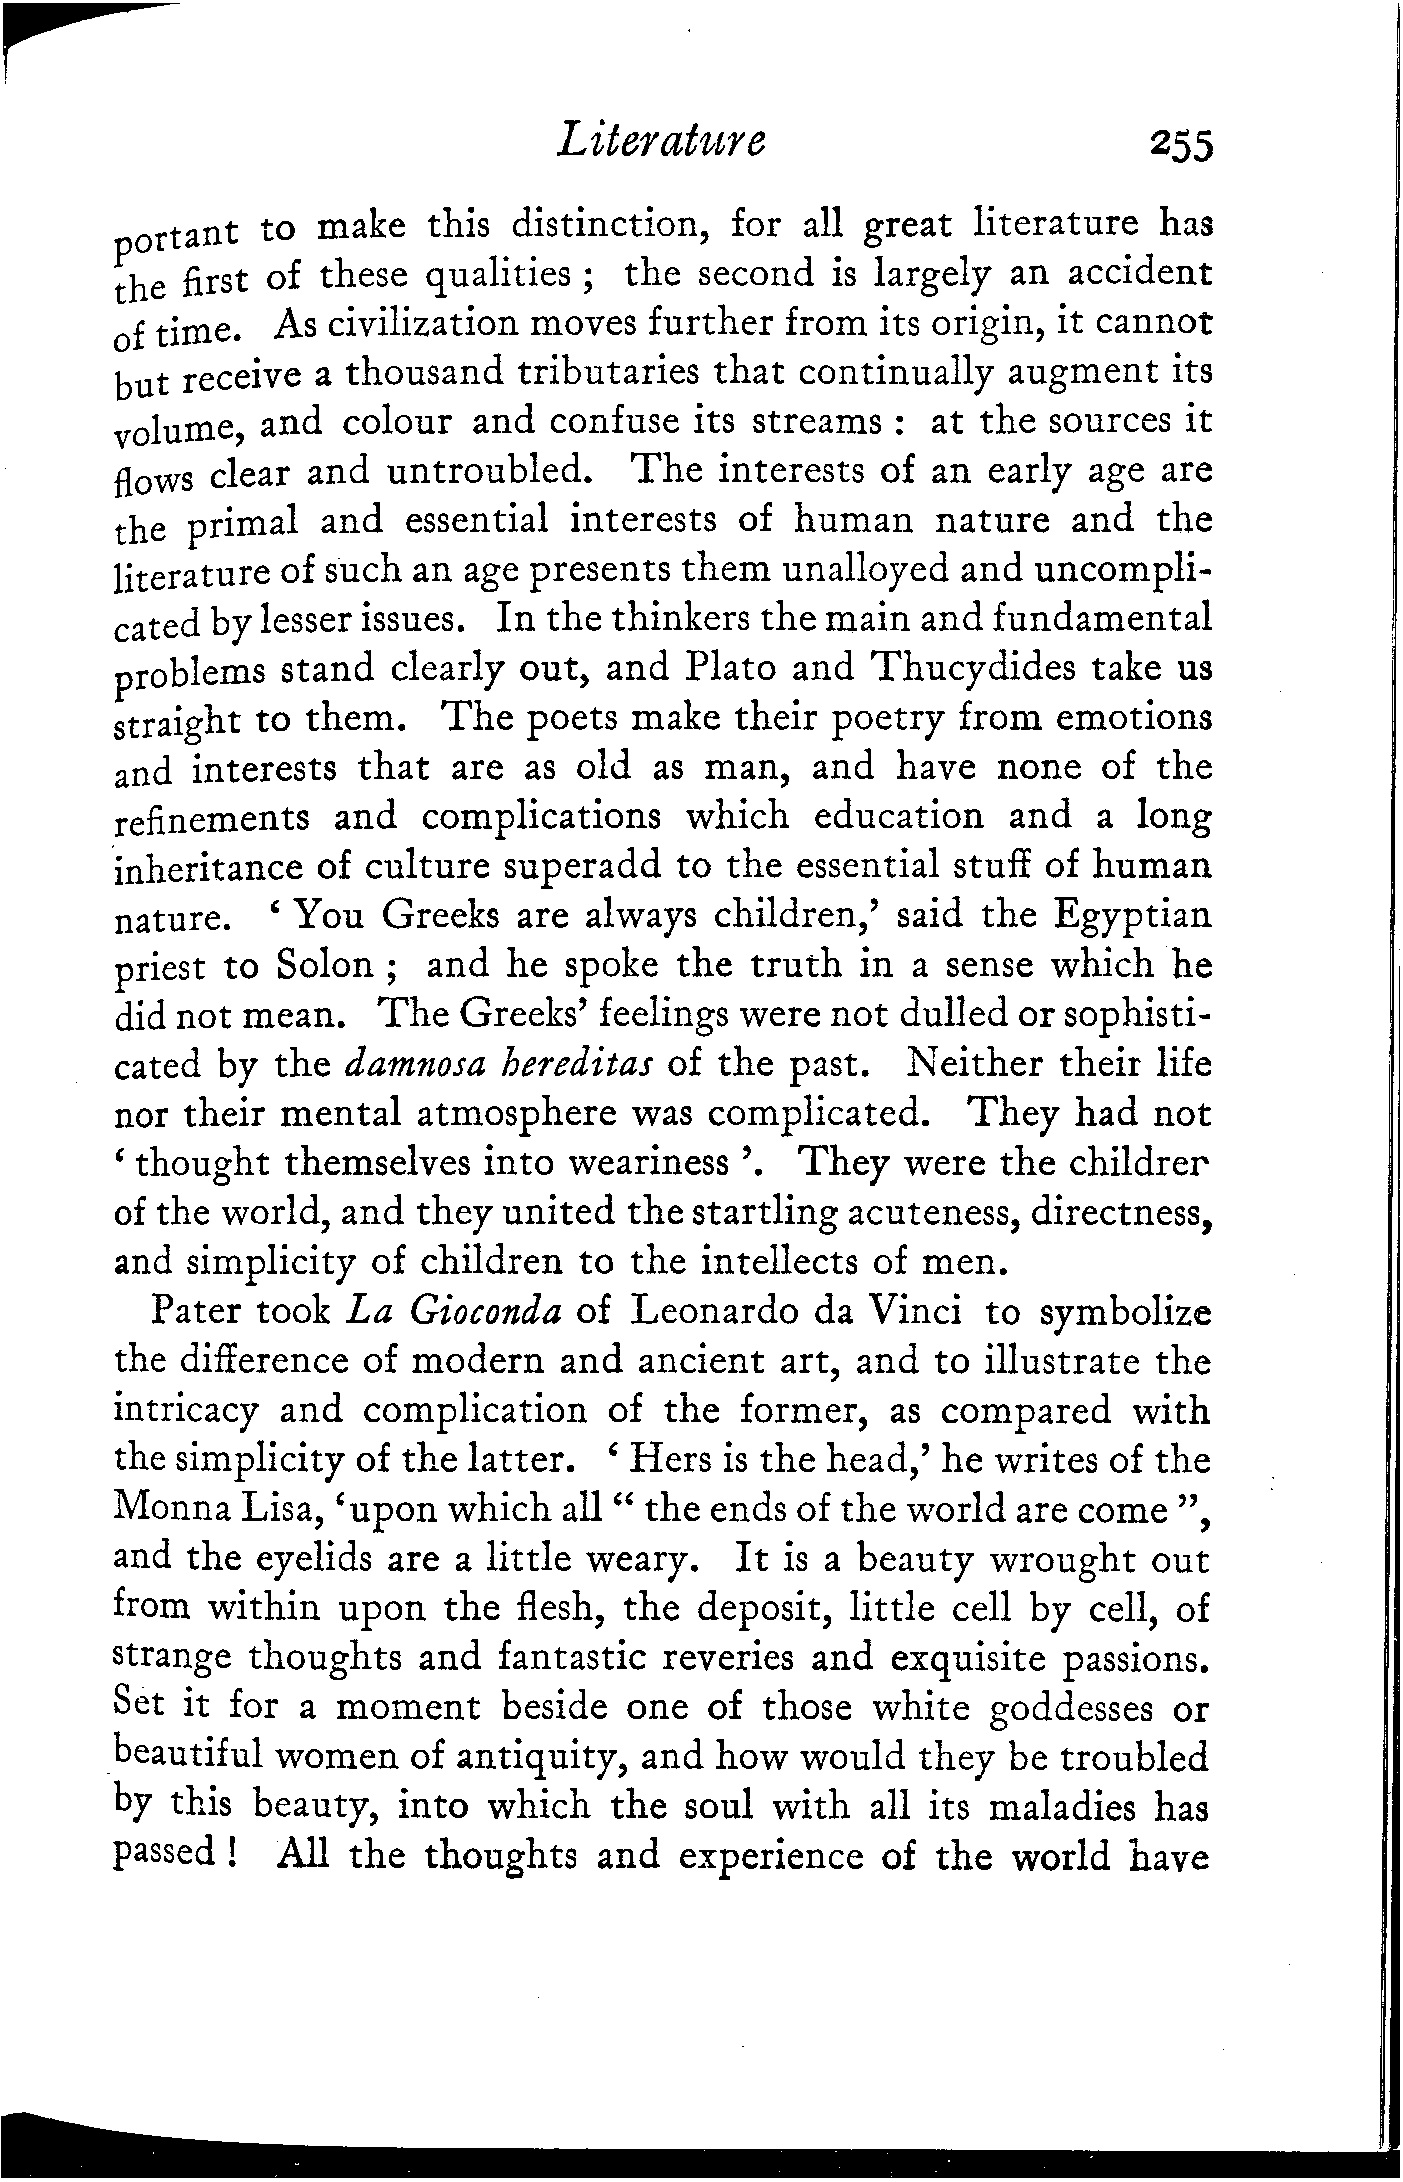 Literature 255
portant to make this distinction, for all great literature has
the first of these qualities ; the second is largely an accident
of time. As civilization moves further from its origin, it cannot
but receive a thousand tributaries that continually augment its
volume, and colour and confuse its streams : at the sources it
flows clear and untroubled. The interests of an early age are
the primal and essential interests of human nature and the
literature of such an age presents them unalloyed and uncompli-
cated by lesser issues. In the thinkers the main and fundamental
problems stand clearly out, and Plato and Thucydides take us
straight to them. The poets make their poetry from emotions
and interests that are as old as man, and have none of the
refinements and complications which education and a long
inheritance of culture superadd to the essential stuff of human
nature. ‘ You Greeks are always children,’ said the Egyptian
priest to Solon ; and he spoke the truth in a sense which he
did not mean. The Greeks’ feelings were not dulled or sophisti-
cated by the damnosa hereditas of the past. Neither their life
nor their mental atmosphere was complicated. They had not
‘ thought themselves into weariness ’. They were the childrer
of the world, and they united the startling acuteness, directness,
and simplicity of children to the intellects of men.
Pater took La Gioconda of Leonardo da Vinci to symbolize
the difference of modern and ancient art, and to illustrate the
intricacy and complication of the former, as compared with
the simplicity of the latter. ‘ Hers is the head,’ he writes of the
Monna Lisa, ‘upon which all “ the ends of the world are come ”,
and the eyelids are a little weary. It is a beauty wrought out
from within upon the flesh, the deposit, little cell by cell, of
strange thoughts and fantastic reveries and exquisite passions.
Set it for a moment beside one of those white goddesses or
beautiful women of antiquity, and how would they be troubled
by this beauty, into which the soul with all its maladies has
passed ! All the thoughts and experience of the world have